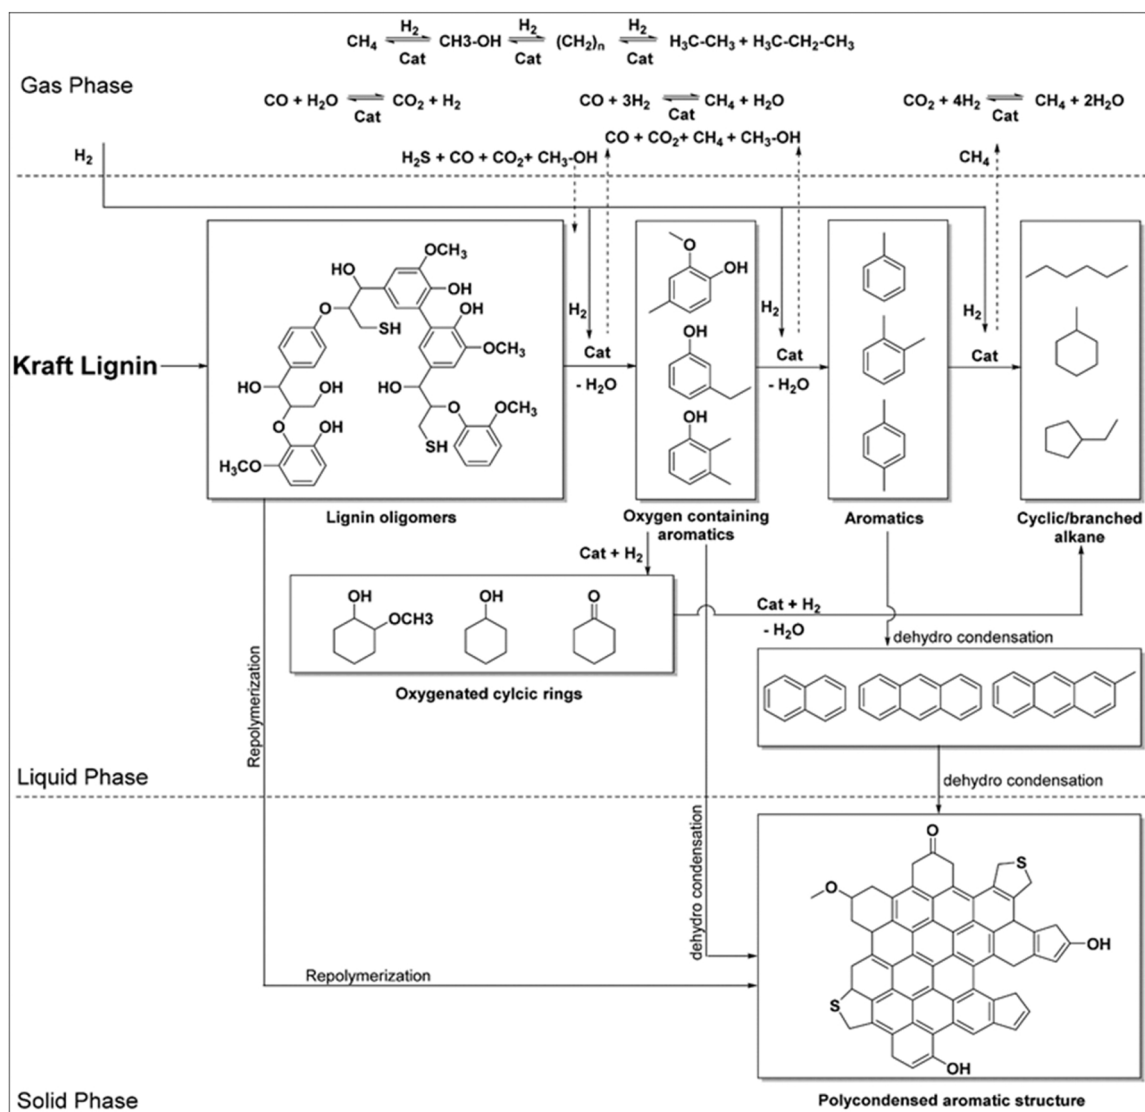 H₂ H₂ H₂
CH₄ ⇌ CH3-OH ⇌ (CH₂)ₙ ⇌ H₃C-CH₃ + H₃C-CH₂-CH₃
Cat Cat Cat
Gas Phase
CO + H₂O ⇌ CO₂ + H₂ CO + 3H₂ ⇌ CH₄ + H₂O CO₂ + 4H₂ ⇌ CH₄ + 2H₂O
Cat Cat Cat
CO + CO₂+ CH₄ + CH₃-OH
H₂ H₂S + CO + CO₂+ CH₃-OH CH₄
Kraft Lignin
HO
OCH₃
OH
O
SH
OH
OCH₃
HO
OH
HO
O
OCH₃
O
OH
SH
H₃CO
Lignin oligomers
H₂
Cat
- H₂O
O
OH
OH
OH
Oxygen containing
aromatics
H₂
Cat
- H₂O
Aromatics
H₂
Cat
Cyclic/branched
alkane
Cat + H₂
OH
OCH3
OH
O
Oxygenated cylcic rings
Cat + H₂
- H₂O
dehydro condensation
Repolymerization
Liquid Phase
dehydro condensation
dehydro condensation
O
S
O
OH
S
OH
Repolymerization
Polycondensed aromatic structure
Solid Phase